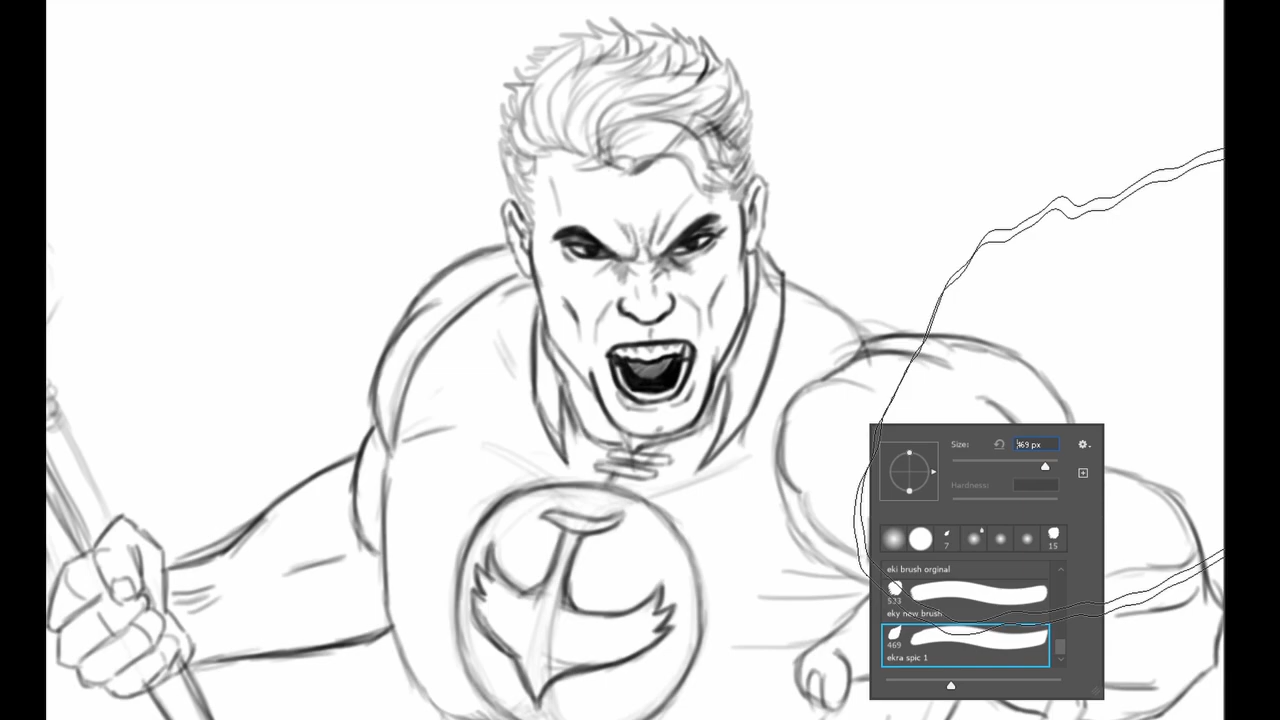 Size:
469 px
Hardness:
7
15
eki brush orginal
523
eky new brush
469
ekra spic 1